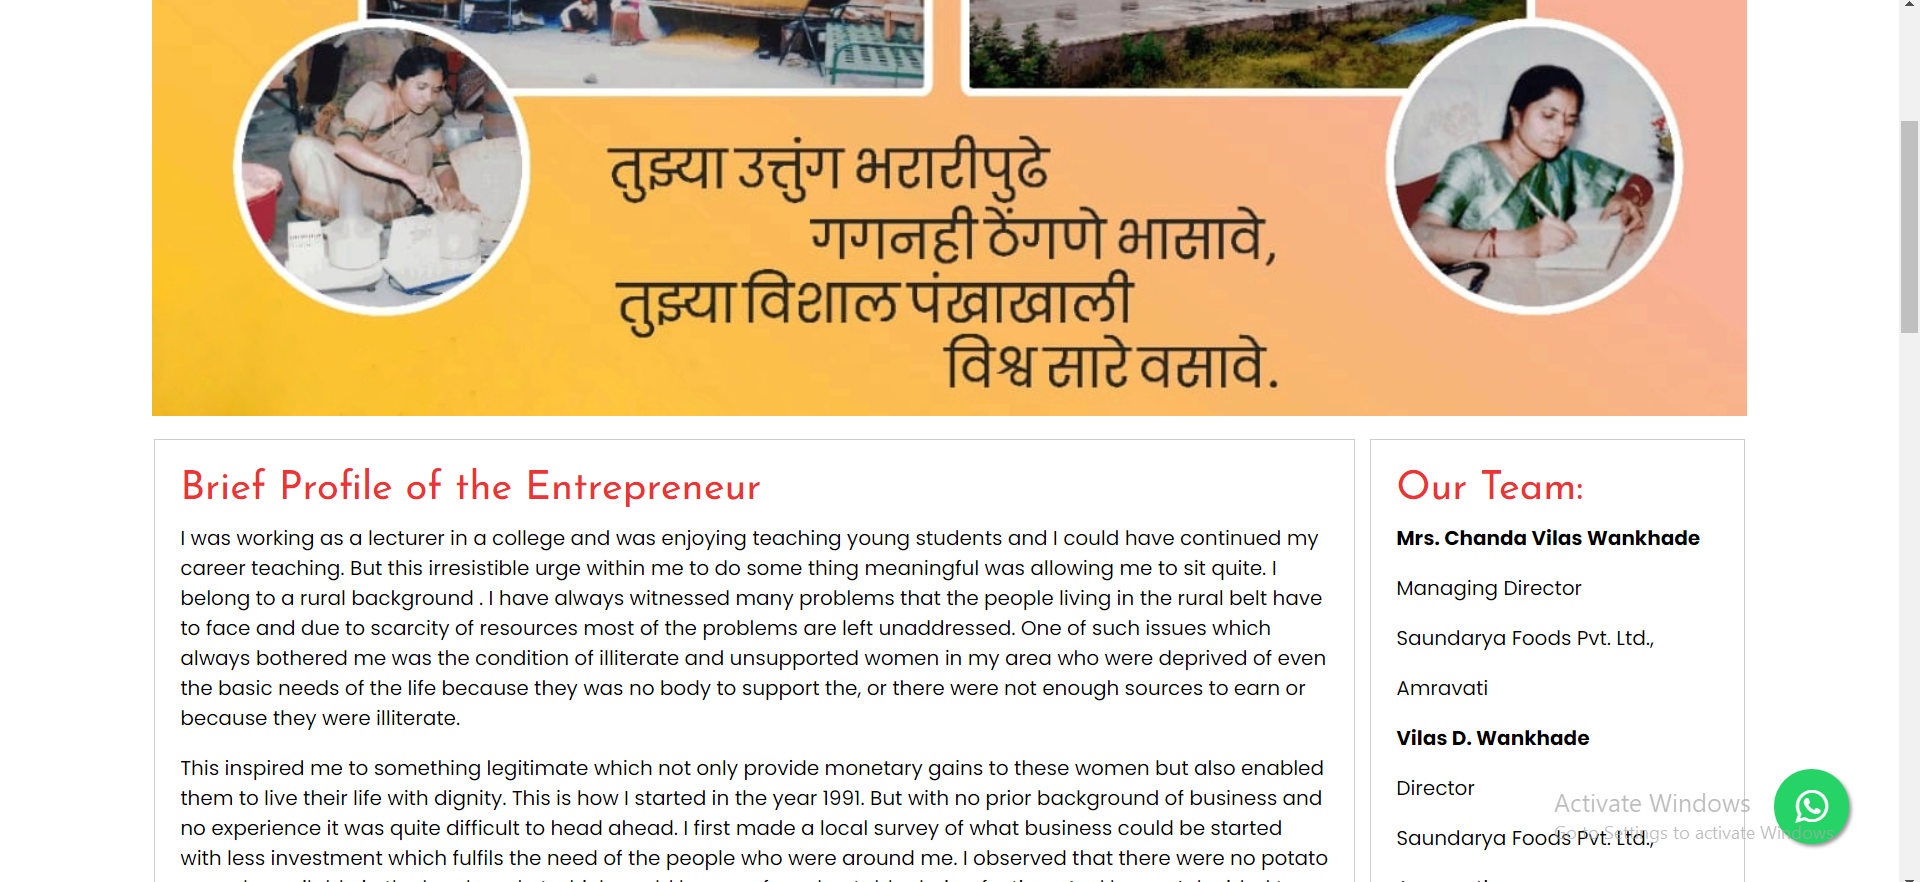 तुझ्या उत्तुंग भरारीपुढे
गगनही ठेंगणे भासावे,
तुझ्या विशाल पंखाखाली
विश्व सारे वसावे.
Brief Profile of the Entrepreneur
I was working as a lecturer in a college and was enjoying teaching young students and I could have continued my
career teaching. But this irresistible urge within me to do some thing meaningful was allowing me to sit quite. I
belong to a rural background . I have always witnessed many problems that the people living in the rural belt have
to face and due to scarcity of resources most of the problems are left unaddressed. One of such issues which
always bothered me was the condition of illiterate and unsupported women in my area who were deprived of even
the basic needs of the life because they was no body to support the, or there were not enough sources to earn or
because they were illiterate.
This inspired me to something legitimate which not only provide monetary gains to these women but also enabled
them to live their life with dignity. This is how I started in the year 1991. But with no prior background of business and
no experience it was quite difficult to head ahead. I first made a local survey of what business could be started
with less investment which fulfils the need of the people who were around me. I observed that there were no potato
Our Team:
Mrs. Chanda Vilas Wankhade
Managing Director
Saundarya Foods Pvt. Ltd.,
Amravati
Vilas D. Wankhade
Director
Saundarya Foods Pvt. Ltd.,
Activate Windows
Go to Settings to activate Windows.